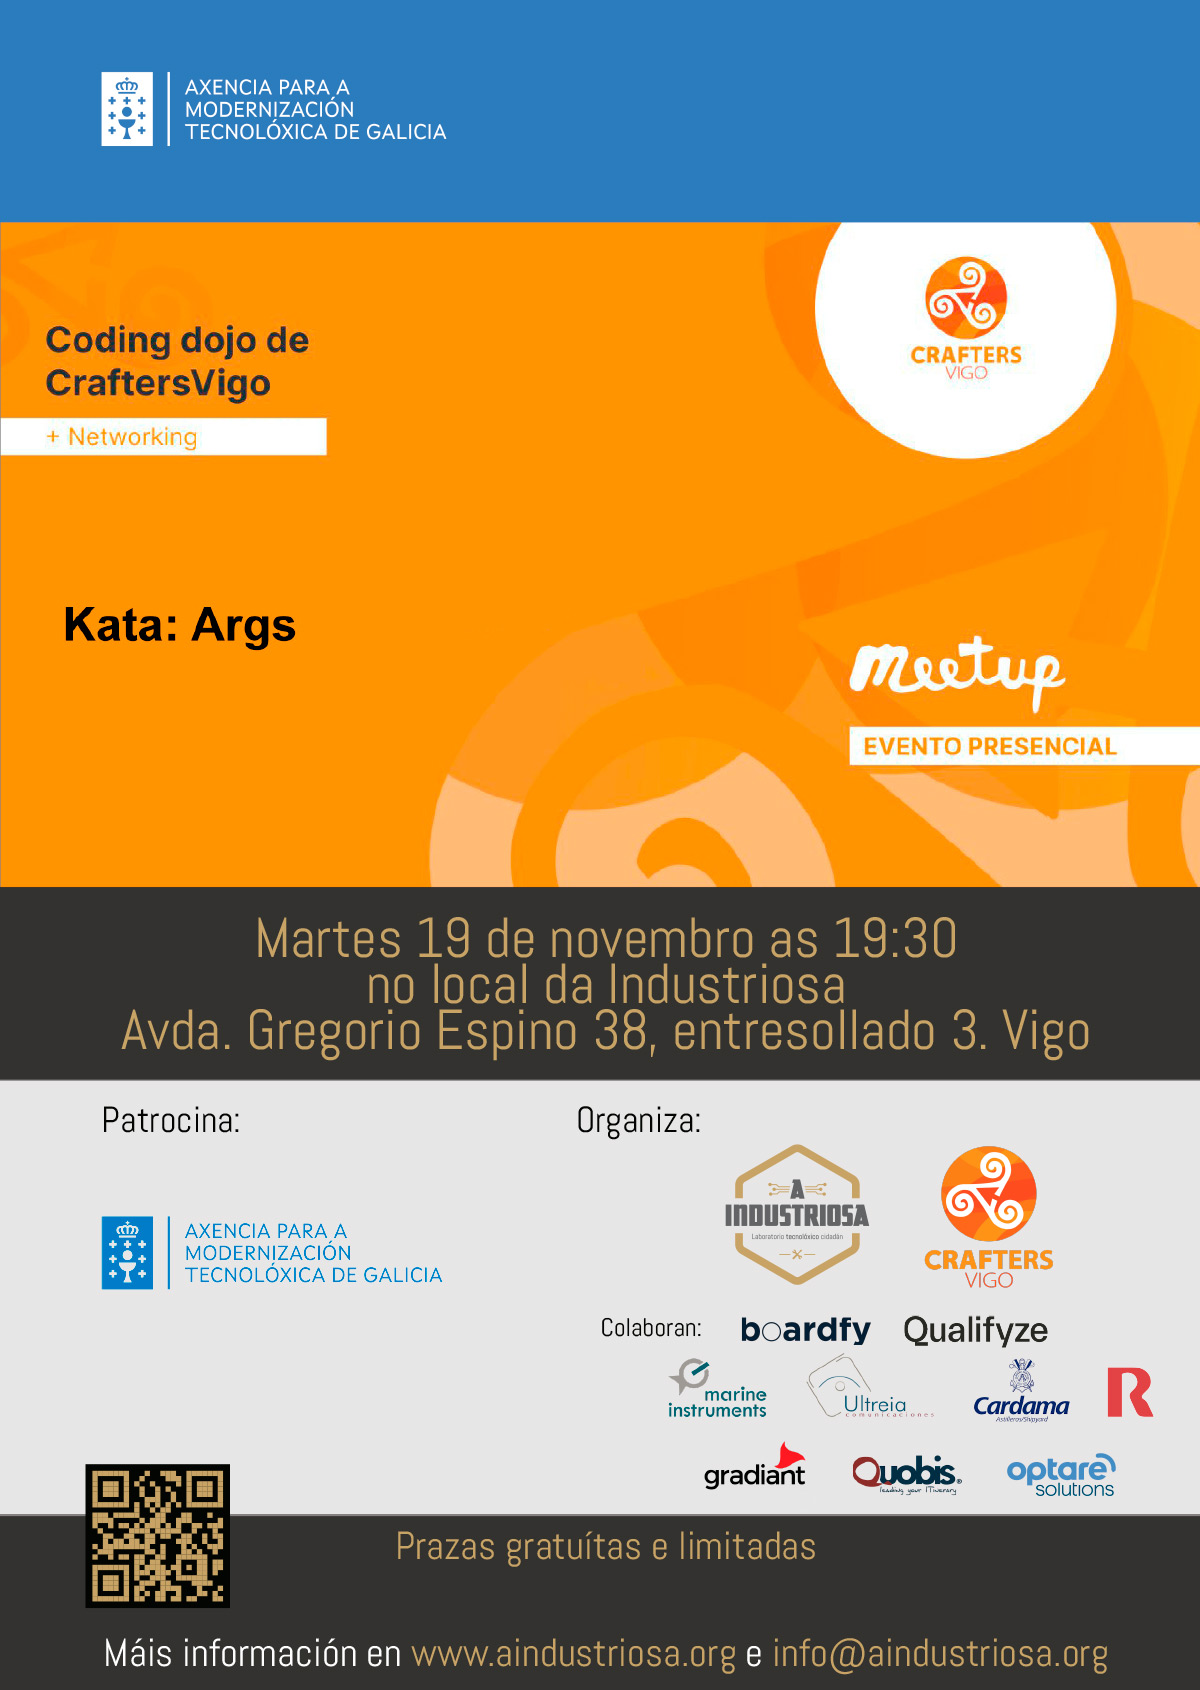 AXENCIA PARA A
MODERNIZACIÓN
TECNOLÓXICA DE GALICIA
CRAFTERS
VIGO
Coding dojo de
CraftersVigo
+ Networking
Kata: Args
meetup
EVENTO PRESENCIAL
Martes 19 de novembro as 19:30
no local da Industriosa
Avda. Gregorio Espino 38, entresollado 3. Vigo
Patrocina:
AXENCIA PARA A
MODERNIZACIÓN
TECNOLÓXICA DE GALICIA
Organiza:
A
INDUSTRIOSA
Laboratorio tecnolóxico cidadán
CRAFTERS
VIGO
Colaboran:
boardfy
Qualifyze
marine
instruments
Ultreia
comunicaciones
Cardama
Astilleros/Shipyard
R
gradiant
Quobis®
leading your ITinerary
optare
solutions
Prazas gratuítas e limitadas
Máis información en www.aindustriosa.org e info@aindustriosa.org